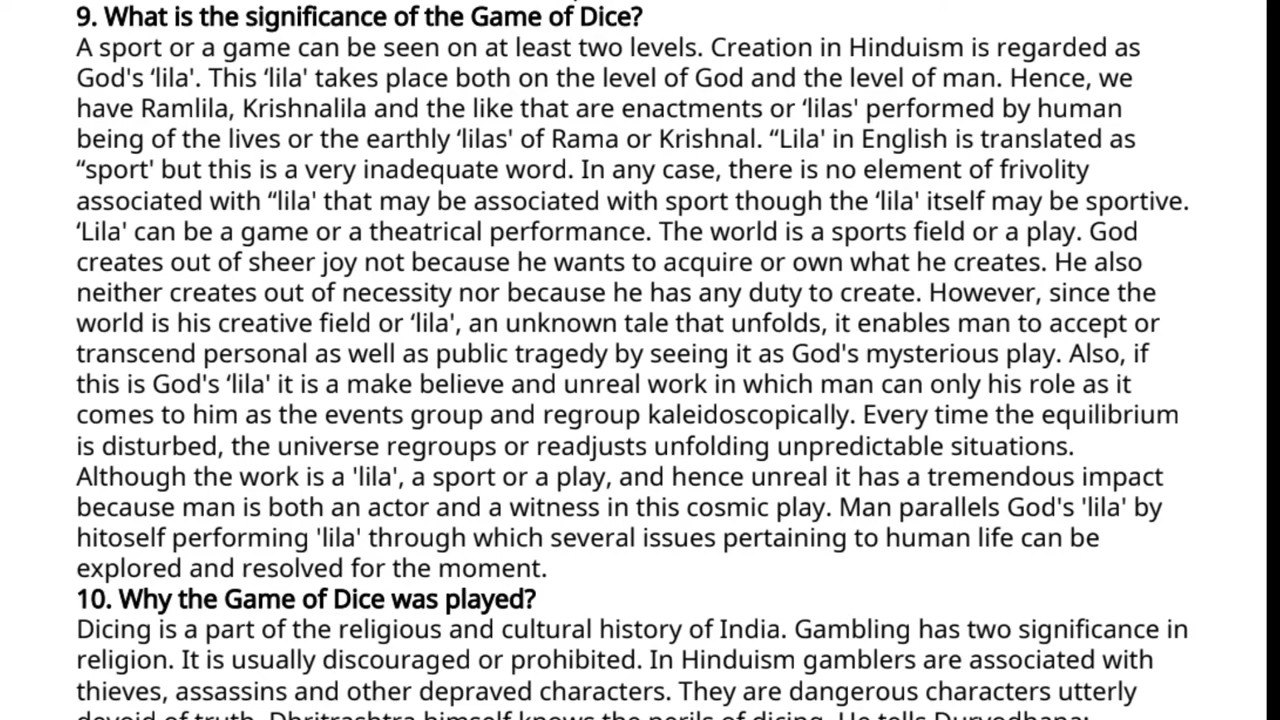 9. What is the significance of the Game of Dice?
A sport or a game can be seen on at least two levels. Creation in Hinduism is regarded as
God's ‘lila'. This ‘lila' takes place both on the level of God and the level of man. Hence, we
have Ramlila, Krishnalila and the like that are enactments or ‘lilas' performed by human
being of the lives or the earthly ‘lilas' of Rama or Krishnal. “Lila' in English is translated as
“sport' but this is a very inadequate word. In any case, there is no element of frivolity
associated with “lila' that may be associated with sport though the ‘lila' itself may be sportive.
‘Lila' can be a game or a theatrical performance. The world is a sports field or a play. God
creates out of sheer joy not because he wants to acquire or own what he creates. He also
neither creates out of necessity nor because he has any duty to create. However, since the
world is his creative field or ‘lila', an unknown tale that unfolds, it enables man to accept or
transcend personal as well as public tragedy by seeing it as God's mysterious play. Also, if
this is God's ‘lila' it is a make believe and unreal work in which man can only his role as it
comes to him as the events group and regroup kaleidoscopically. Every time the equilibrium
is disturbed, the universe regroups or readjusts unfolding unpredictable situations.
Although the work is a 'lila', a sport or a play, and hence unreal it has a tremendous impact
because man is both an actor and a witness in this cosmic play. Man parallels God's 'lila' by
hitoself performing 'lila' through which several issues pertaining to human life can be
explored and resolved for the moment.
10. Why the Game of Dice was played?
Dicing is a part of the religious and cultural history of India. Gambling has two significance in
religion. It is usually discouraged or prohibited. In Hinduism gamblers are associated with
thieves, assassins and other depraved characters. They are dangerous characters utterly
devoid of truth. Dhritrashtra himself knows the perils of dicing. He tells Duryodhana: